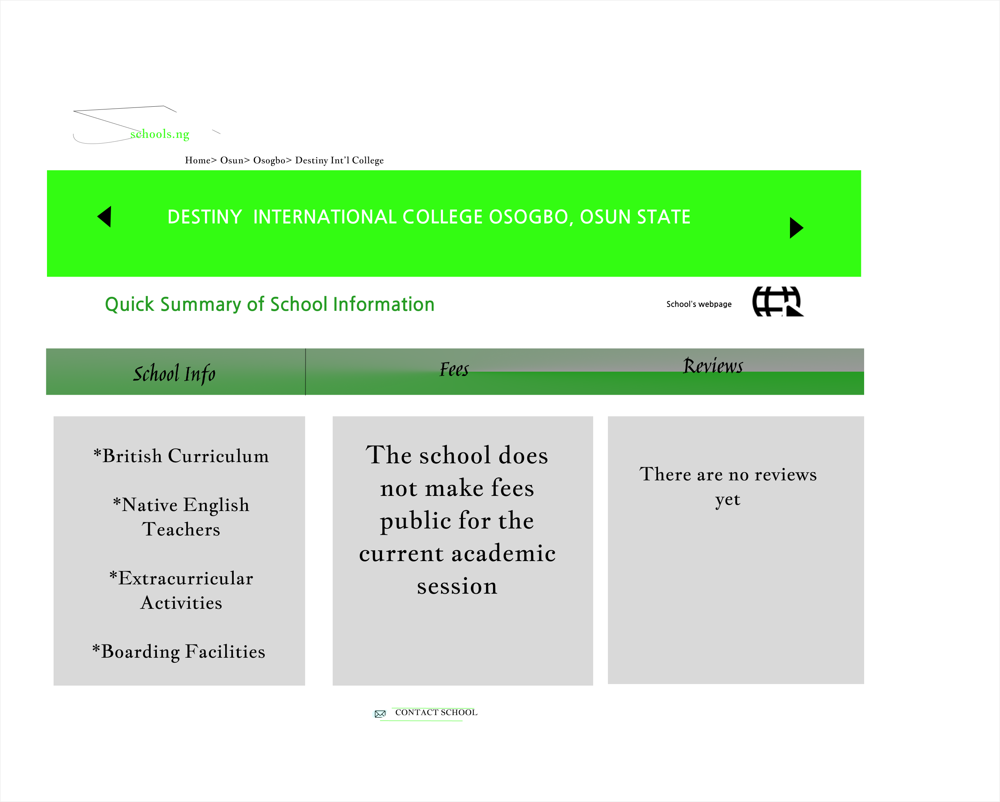 schools.ng
Home> Osun> Osogbo> Destiny Int'l College
DESTINY  INTERNATIONAL COLLEGE OSOGBO, OSUN STATE
Quick Summary of School Information
School's webpage
School Info
Fees
Reviews
*British Curriculum
*Native English
Teachers
*Extracurricular
Activities
*Boarding Facilities
The school does
not make fees
public for the
current academic
session
There are no reviews
yet
CONTACT SCHOOL